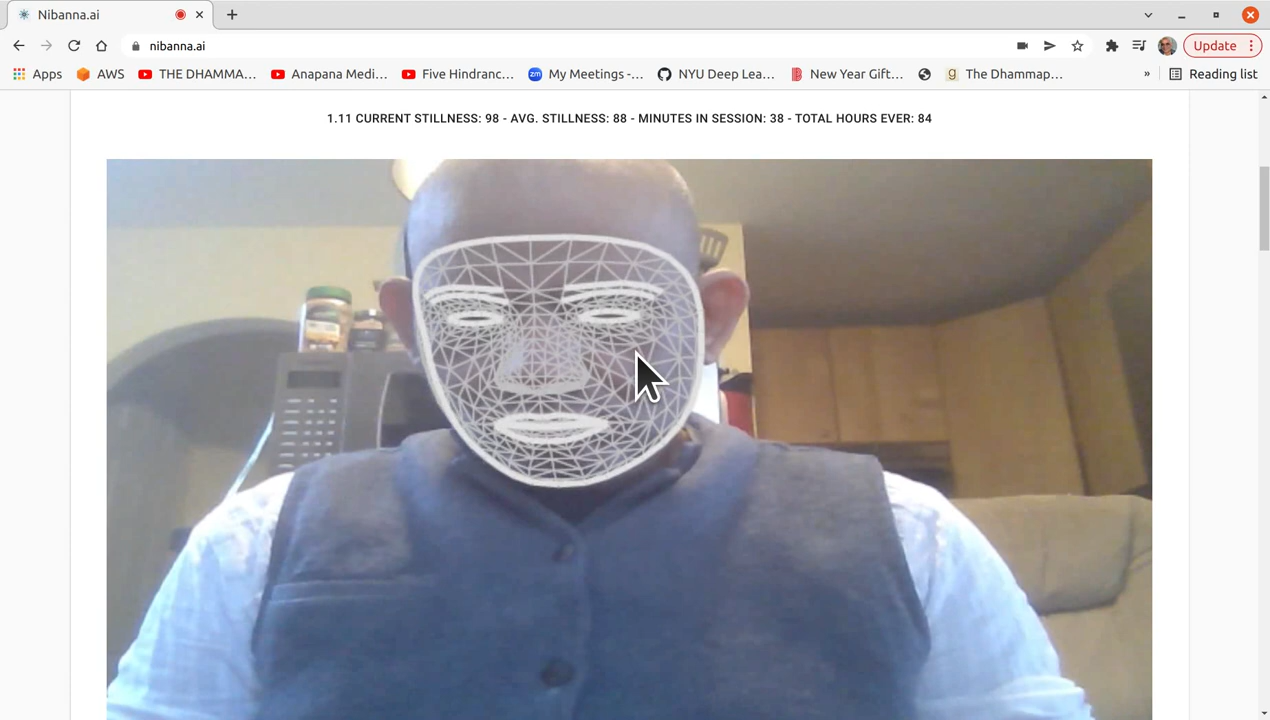 Nibanna.ai
nibanna.ai
Update
Apps
AWS
THE DHAMMA...
Anapana Medi...
Five Hindranc...
zm My Meetings -...
NYU Deep Lea...
New Year Gift...
g The Dhammap...
»
Reading list
1.11 CURRENT STILLNESS: 98 - AVG. STILLNESS: 88 - MINUTES IN SESSION: 38 - TOTAL HOURS EVER: 84